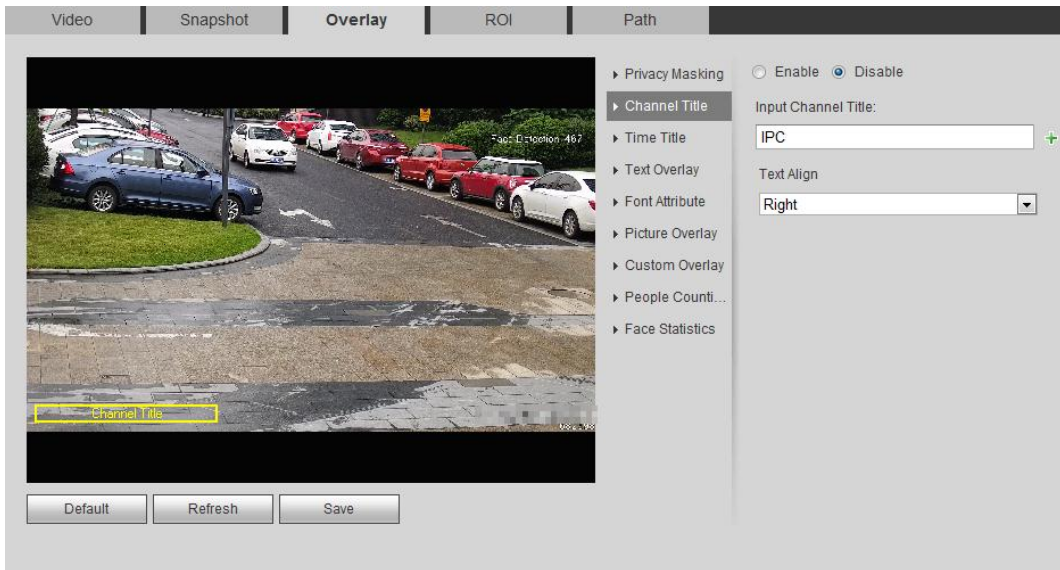 Video Snapshot Overlay ROI Path
Privacy Masking
Channel Title
Time Title
Text Overlay
Font Attribute
Picture Overlay
Custom Overlay
People Counti...
Face Statistics
Enable Disable
Input Channel Title:
IPC
Text Align
Right
Face Detection 467
Channel Title
Default Refresh Save